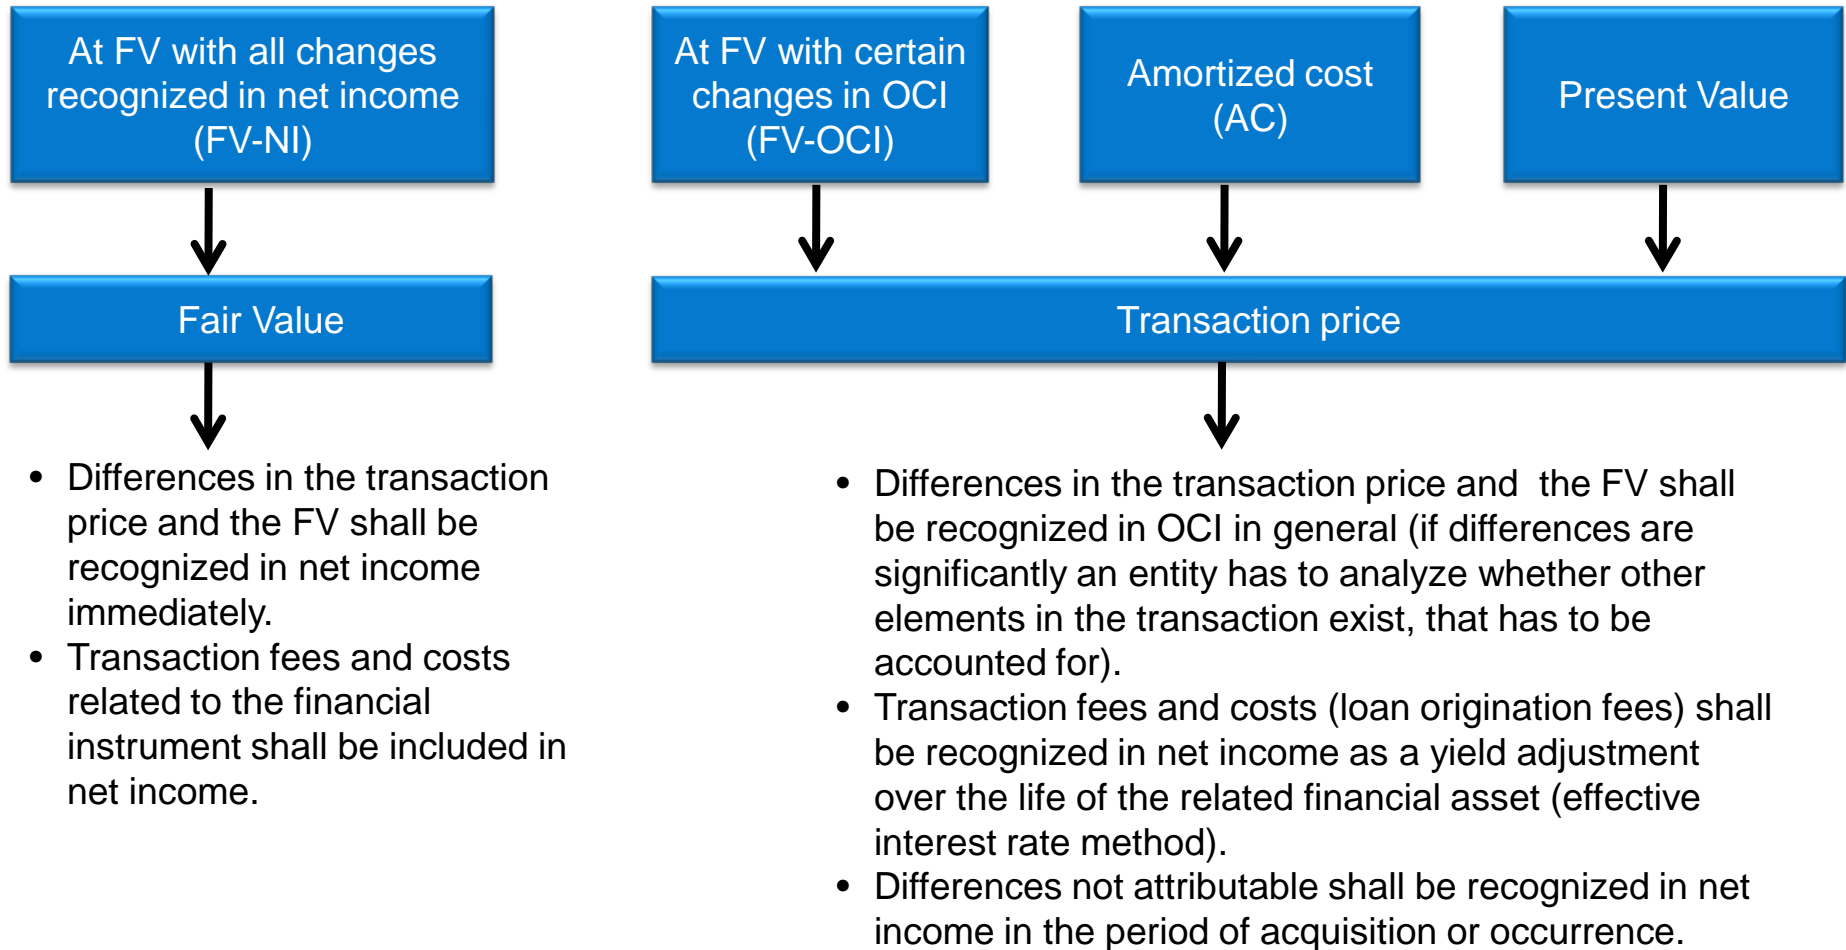 At FV with all changes
recognized in net income
(FV-NI)
At FV with certain
changes in OCI
(FV-OCI)
Amortized cost
(AC)
Present Value
Fair Value
Transaction price
• Differences in the transaction
price and the FV shall be
recognized in net income
immediately.
• Transaction fees and costs
related to the financial
instrument shall be included in
net income.
• Differences in the transaction price and  the FV shall
be recognized in OCI in general (if differences are
significantly an entity has to analyze whether other
elements in the transaction exist, that has to be
accounted for).
• Transaction fees and costs (loan origination fees) shall
be recognized in net income as a yield adjustment
over the life of the related financial asset (effective
interest rate method).
• Differences not attributable shall be recognized in net
income in the period of acquisition or occurrence.